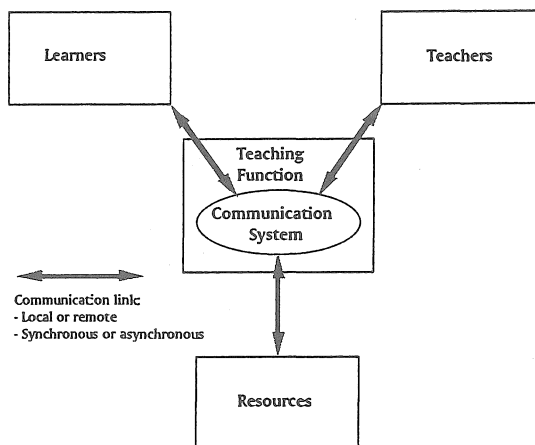 Learners
Teachers
Teaching
Function
Communication
System
Communication link:
- Local or remote
- Synchronous or asynchronous
Resources